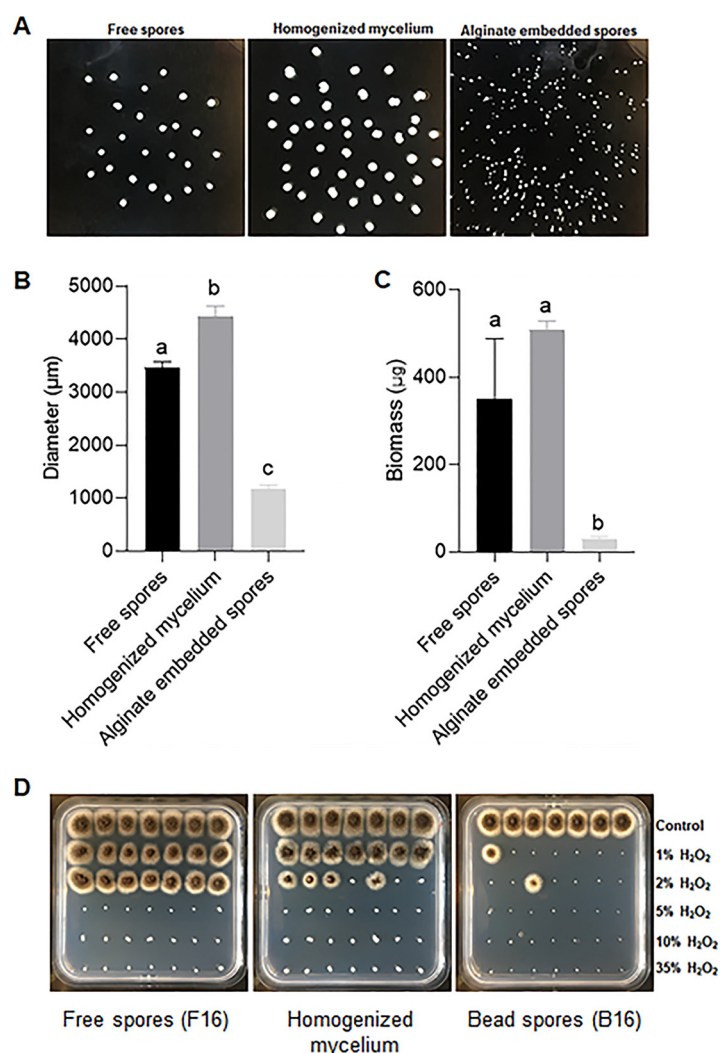 A
Free spores
Homogenized mycelium
Alginate embedded spores
B
Diameter (µm)
5000
4000
3000
2000
1000
0
a
b
c
Free spores
Homogenized mycelium
Alginate embedded spores
C
Biomass (µg)
600
400
200
0
a
a
b
Free spores
Homogenized mycelium
Alginate embedded spores
D
Control
1% H₂O₂
2% H₂O₂
5% H₂O₂
10% H₂O₂
35% H₂O₂
Free spores (F16)
Homogenized
mycelium
Bead spores (B16)